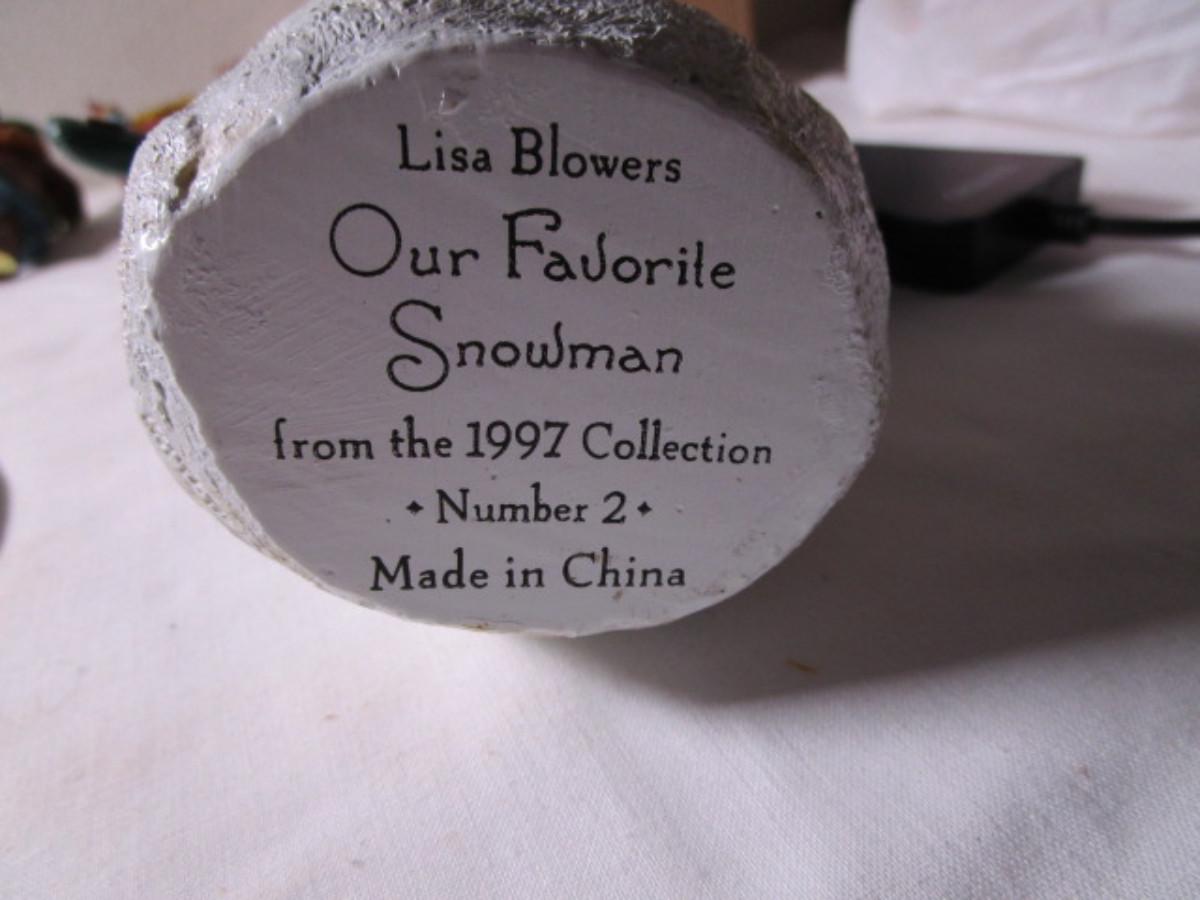 Lisa Blowers
Our Favorite
Snowman
from the 1997 Collection
• Number 2 •
Made in China